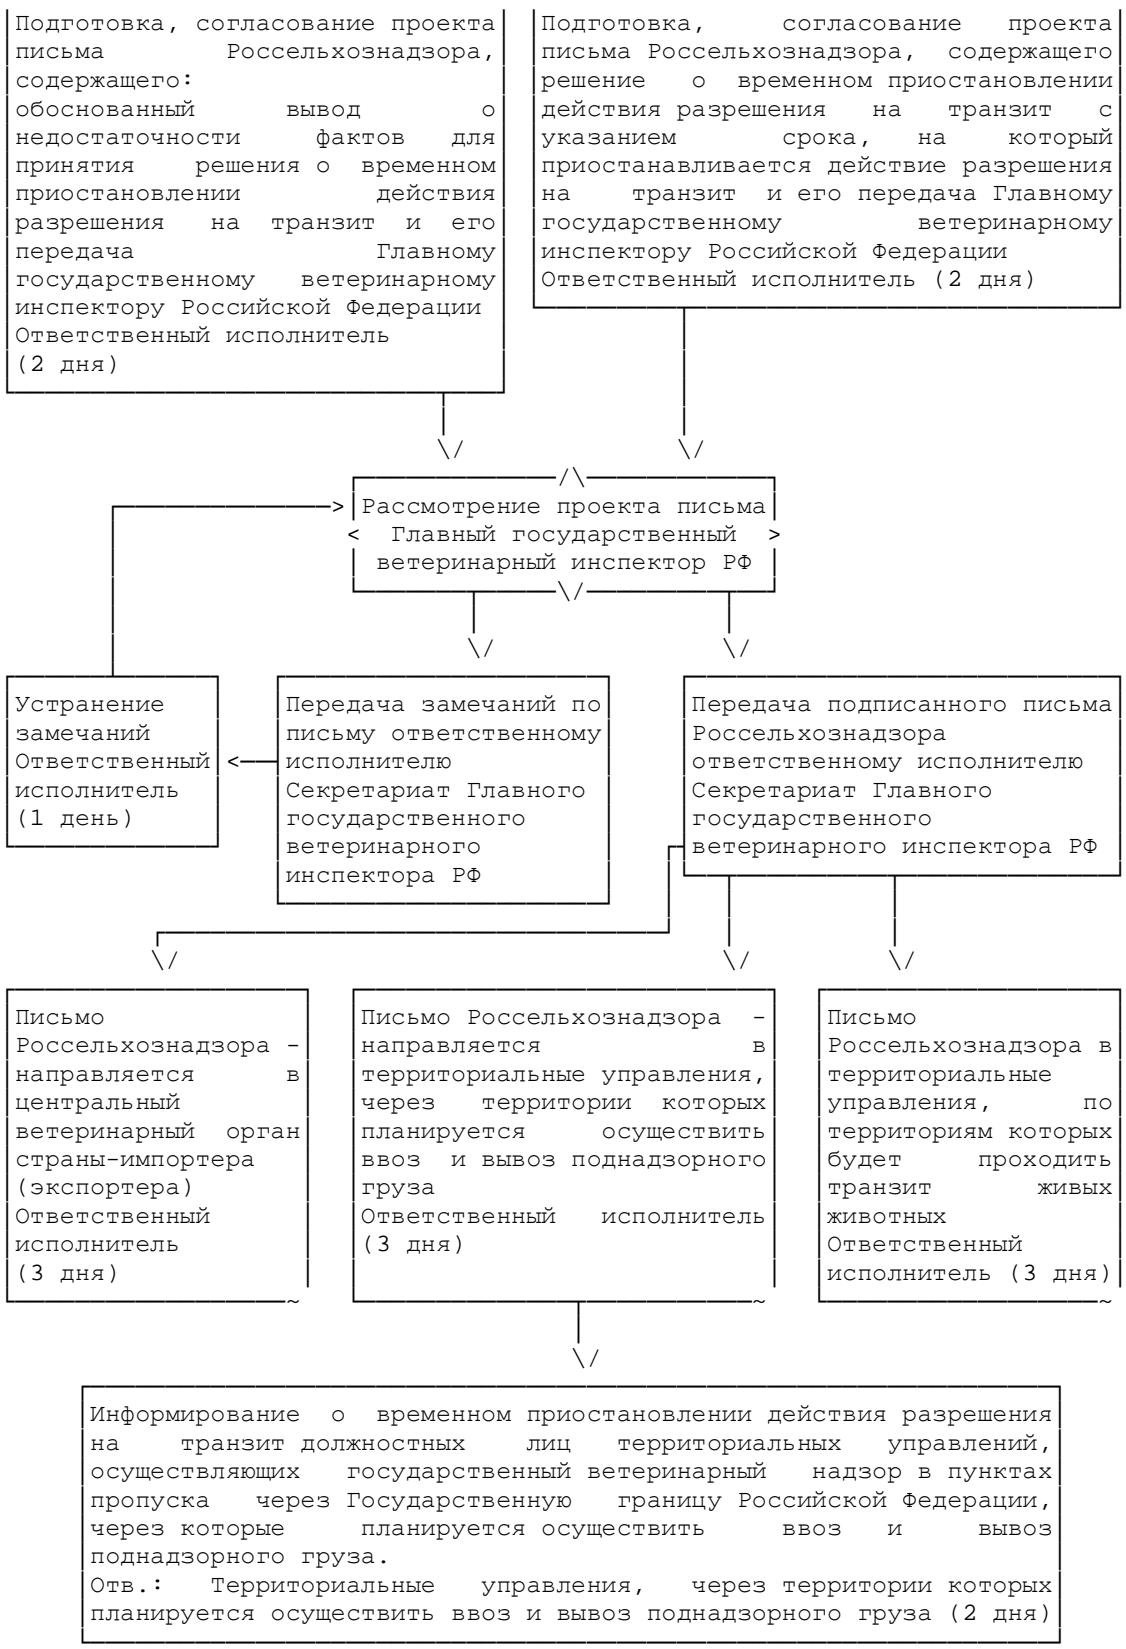 Подготовка, согласование проекта
письма Россельхознадзора,
содержащего:
обоснованный вывод о
недостаточности фактов для
принятия решения о временном
приостановлении действия
разрешения на транзит и его
передача Главному
государственному ветеринарному
инспектору Российской Федерации
Ответственный исполнитель
(2 дня)
Подготовка, согласование проекта
письма Россельхознадзора, содержащего
решение о временном приостановлении
действия разрешения на транзит с
указанием срока, на который
приостанавливается действие разрешения
на транзит и его передача Главному
государственному ветеринарному
инспектору Российской Федерации
Ответственный исполнитель (2 дня)
Рассмотрение проекта письма
Главный государственный
ветеринарный инспектор РФ
Устранение
замечаний
Ответственный
исполнитель
(1 день)
Передача замечаний по
письму ответственному
исполнителю
Секретариат Главного
государственного
ветеринарного
инспектора РФ
Передача подписанного письма
Россельхознадзора
ответственному исполнителю
Секретариат Главного
государственного
ветеринарного инспектора РФ
Письмо
Россельхознадзора -
направляется в
центральный
ветеринарный орган
страны-импортера
(экспортера)
Ответственный
исполнитель
(3 дня)
Письмо Россельхознадзора -
направляется в
территориальные управления,
через территории которых
планируется осуществить
ввоз и вывоз поднадзорного
груза
Ответственный исполнитель
(3 дня)
Письмо
Россельхознадзора в
территориальные
управления, по
территориям которых
будет проходить
транзит живых
животных
Ответственный
исполнитель (3 дня)
Информирование о временном приостановлении действия разрешения
на транзит должностных лиц территориальных управлений,
осуществляющих государственный ветеринарный надзор в пунктах
пропуска через Государственную границу Российской Федерации,
через которые планируется осуществить ввоз и вывоз
поднадзорного груза.
Отв.: Территориальные управления, через территории которых
планируется осуществить ввоз и вывоз поднадзорного груза (2 дня)